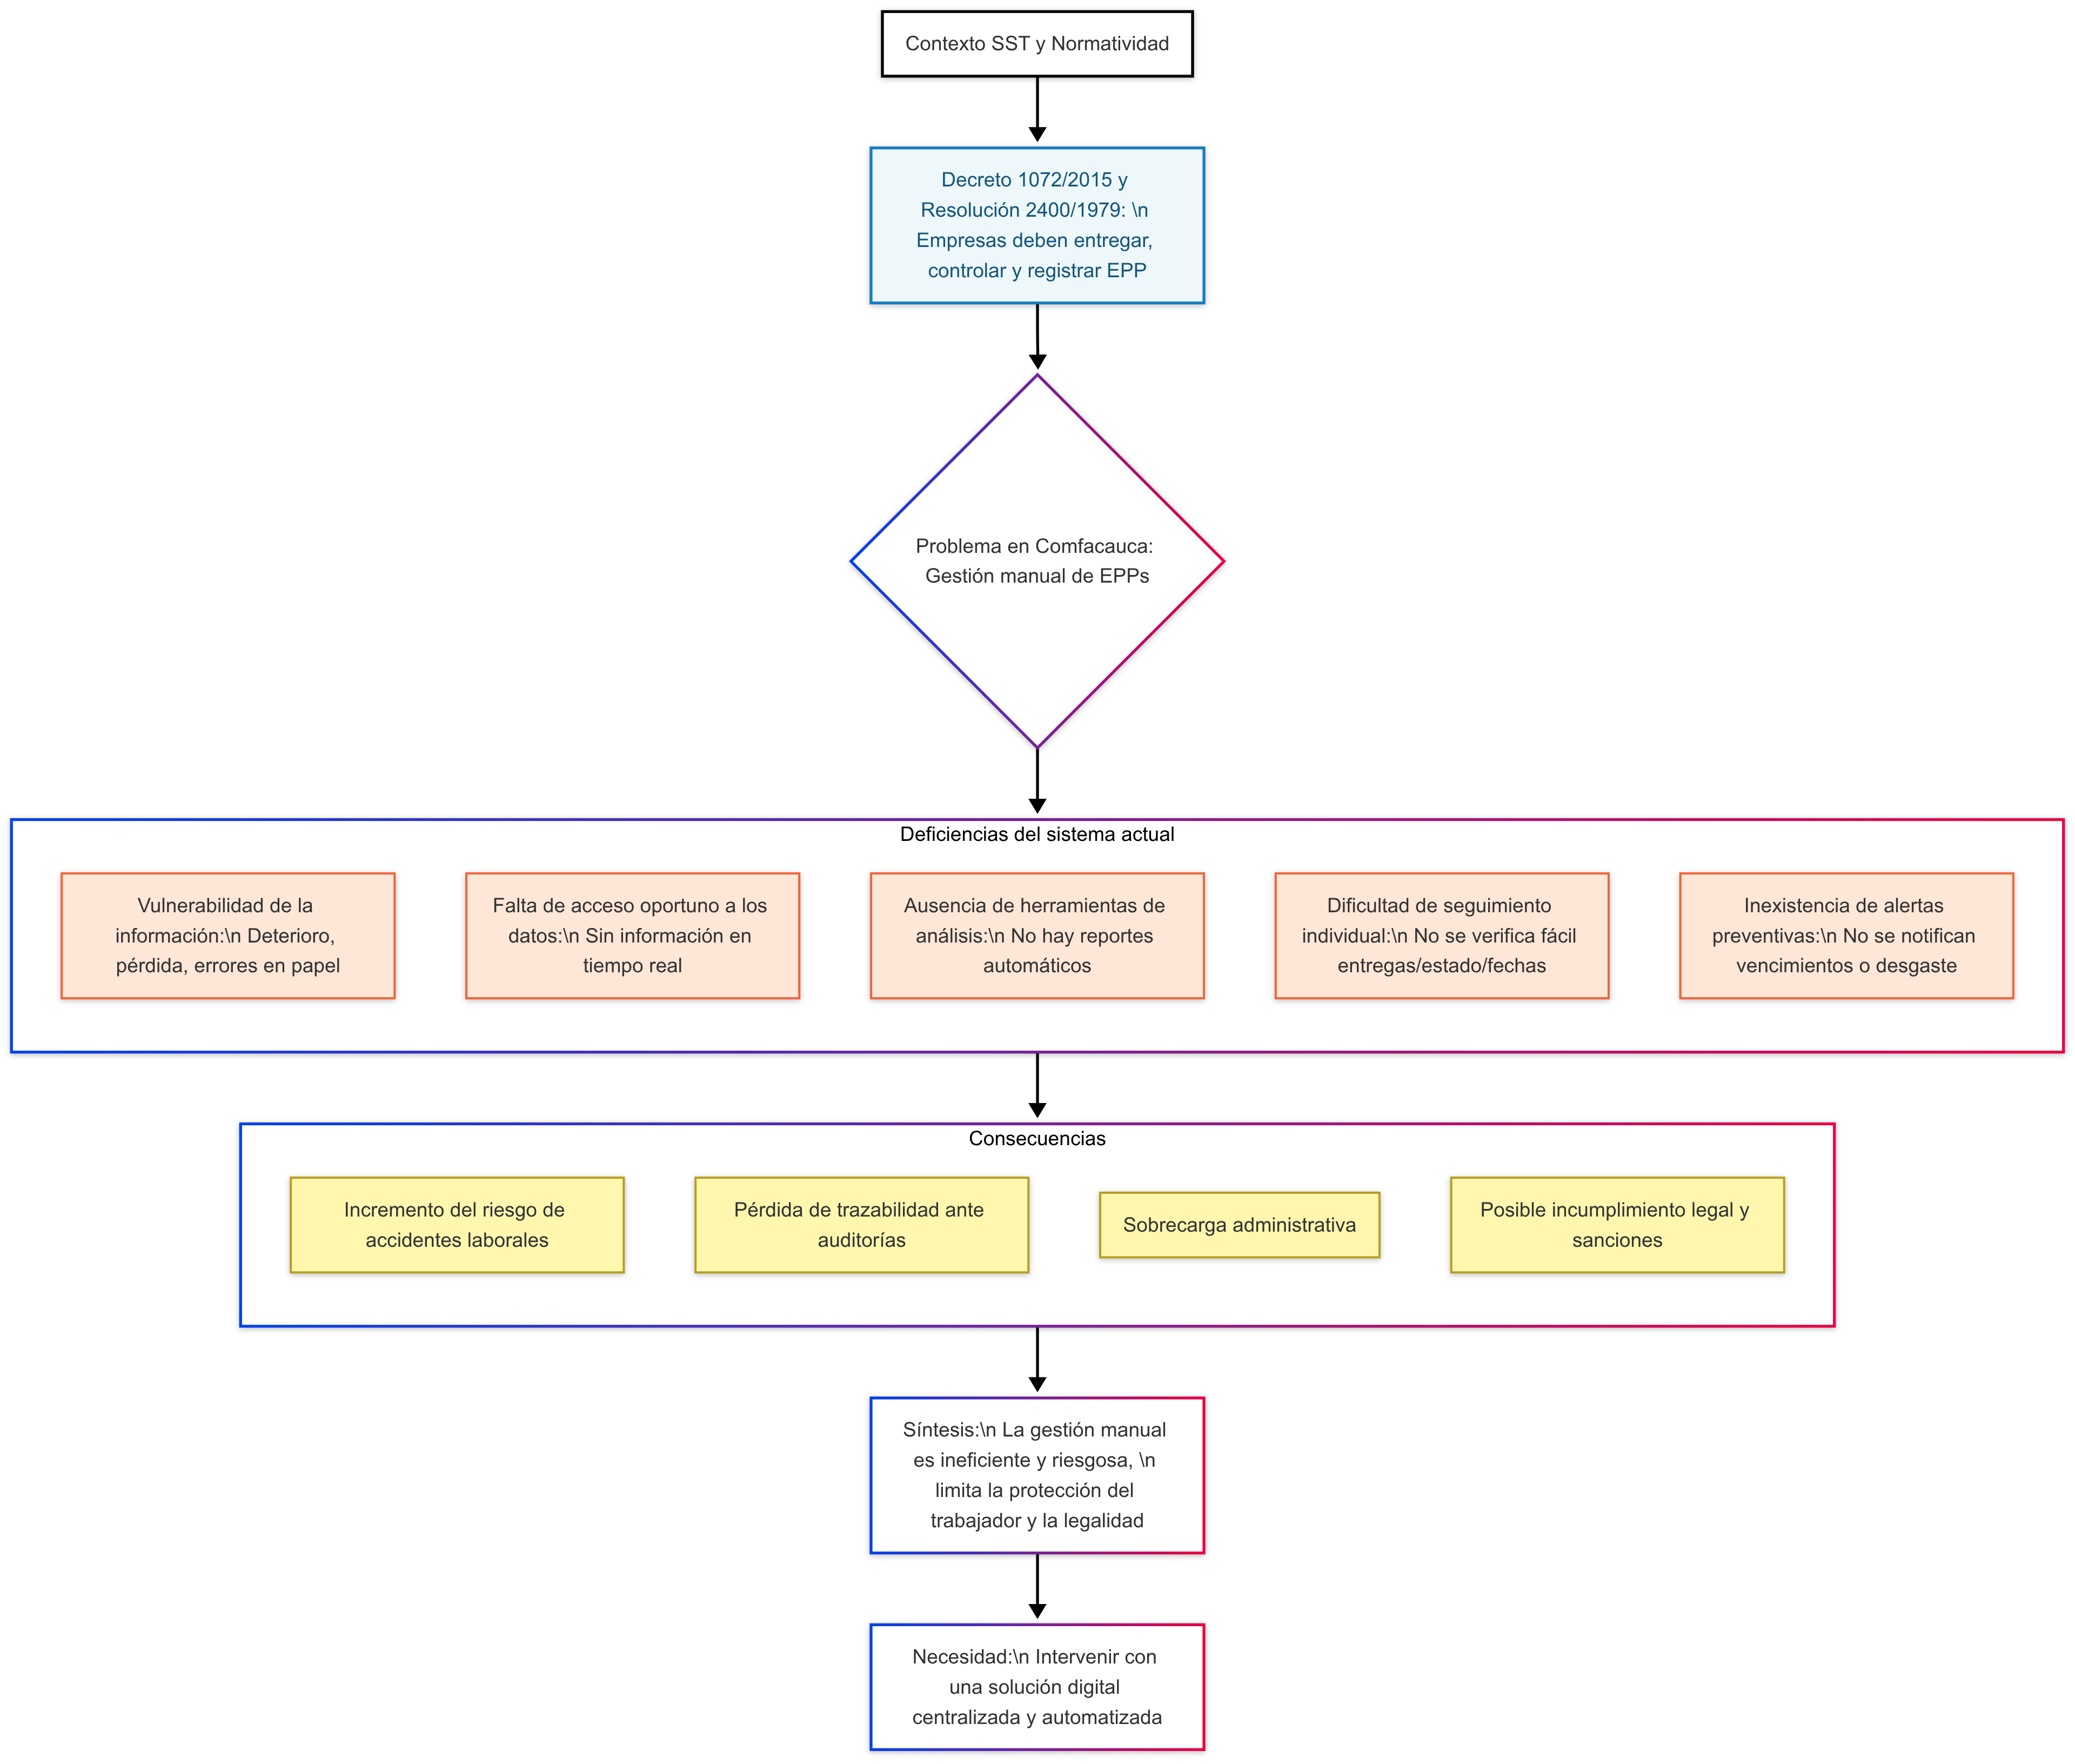 Contexto SST y Normatividad
Decreto 1072/2015 y
Resolución 2400/1979: \n
Empresas deben entregar,
controlar y registrar EPP
Problema en Comfacauca:
Gestión manual de EPPs
Deficiencias del sistema actual
Vulnerabilidad de la
información:\n Deterioro,
pérdida, errores en papel
Falta de acceso oportuno a los
datos:\n Sin información en
tiempo real
Ausencia de herramientas de
análisis:\n No hay reportes
automáticos
Dificultad de seguimiento
individual:\n No se verifica fácil
entregas/estado/fechas
Inexistencia de alertas
preventivas:\n No se notifican
vencimientos o desgaste
Consecuencias
Incremento del riesgo de
accidentes laborales
Pérdida de trazabilidad ante
auditorías
Sobrecarga administrativa
Posible incumplimiento legal y
sanciones
Síntesis:\n La gestión manual
es ineficiente y riesgosa, \n
limita la protección del
trabajador y la legalidad
Necesidad:\n Intervenir con
una solución digital
centralizada y automatizada